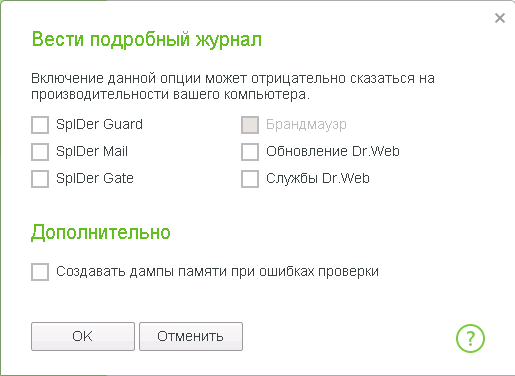 Вести подробный журнал
Включение данной опции может отрицательно сказаться на
производительности вашего компьютера.
SpIDer Guard
Брандмауэр
SpIDer Mail
Обновление Dr.Web
SpIDer Gate
Службы Dr.Web
Дополнительно
Создавать дампы памяти при ошибках проверки
OK
Отменить
?